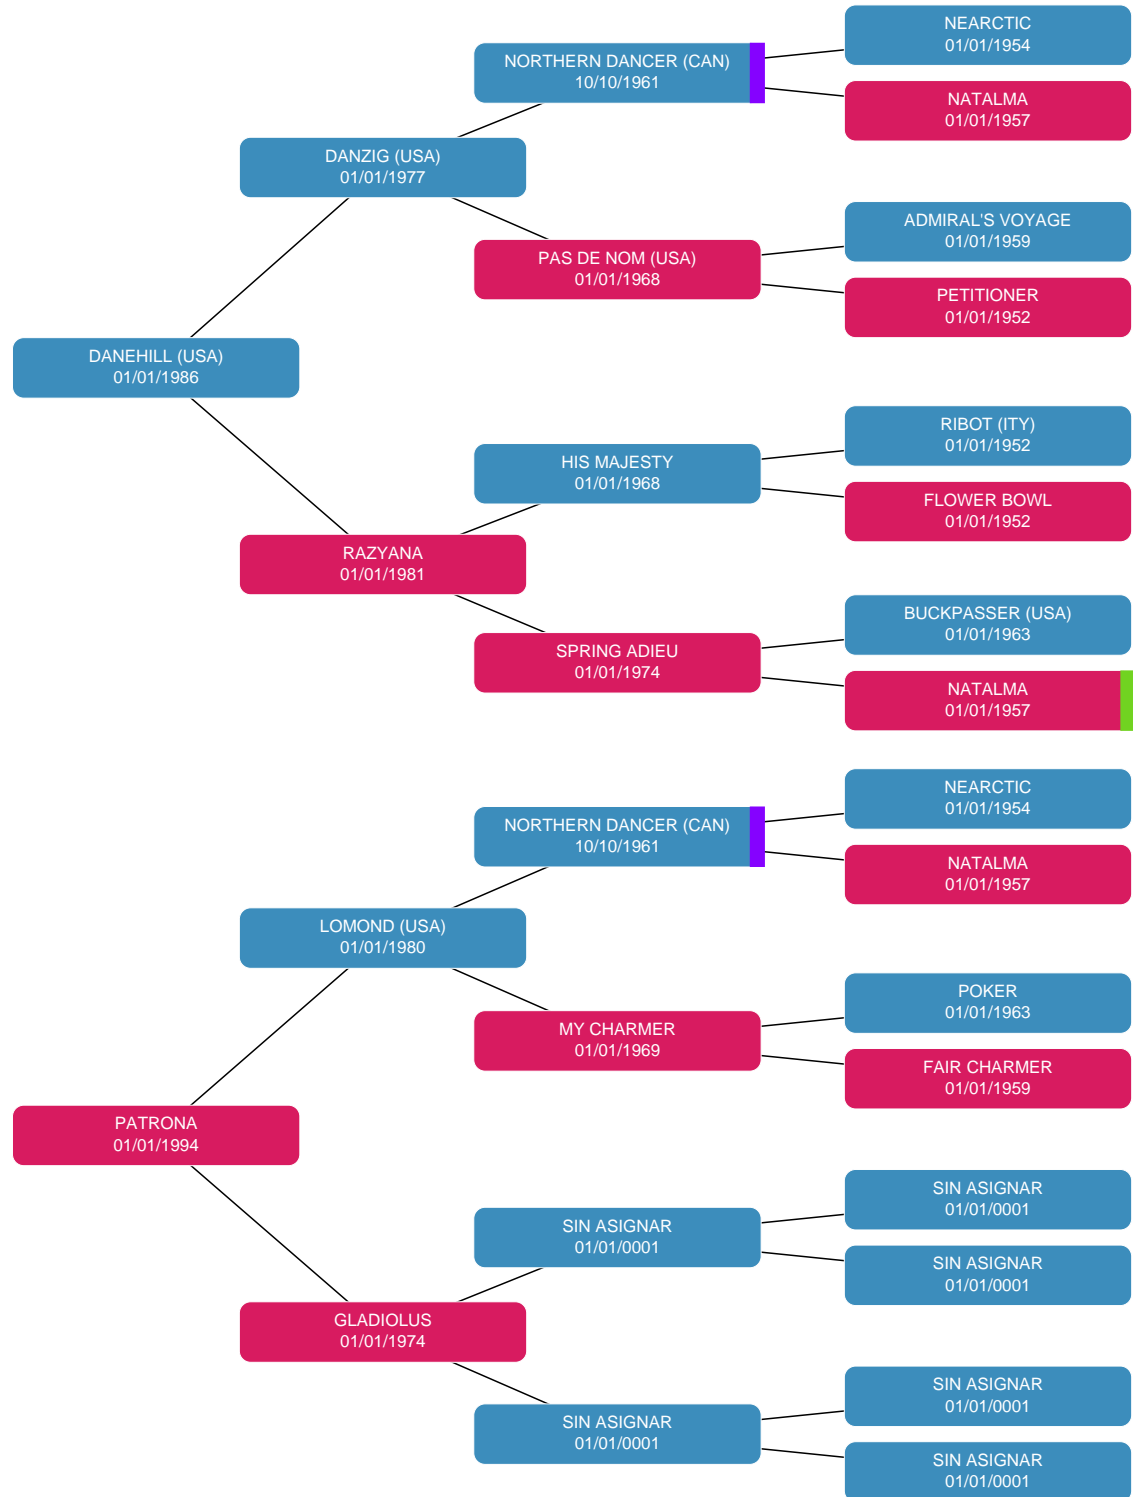 NEARCTIC
01/01/1954
NORTHERN DANCER (CAN)
10/10/1961
NATALMA
01/01/1957
DANZIG (USA)
01/01/1977
ADMIRAL'S VOYAGE
01/01/1959
PAS DE NOM (USA)
01/01/1968
PETITIONER
01/01/1952
DANEHILL (USA)
01/01/1986
RIBOT (ITY)
01/01/1952
HIS MAJESTY
01/01/1968
FLOWER BOWL
01/01/1952
RAZYANA
01/01/1981
BUCKPASSER (USA)
01/01/1963
SPRING ADIEU
01/01/1974
NATALMA
01/01/1957
NEARCTIC
01/01/1954
NORTHERN DANCER (CAN)
10/10/1961
NATALMA
01/01/1957
LOMOND (USA)
01/01/1980
POKER
01/01/1963
MY CHARMER
01/01/1969
FAIR CHARMER
01/01/1959
PATRONA
01/01/1994
SIN ASIGNAR
01/01/0001
SIN ASIGNAR
01/01/0001
SIN ASIGNAR
01/01/0001
GLADIOLUS
01/01/1974
SIN ASIGNAR
01/01/0001
SIN ASIGNAR
01/01/0001
SIN ASIGNAR
01/01/0001